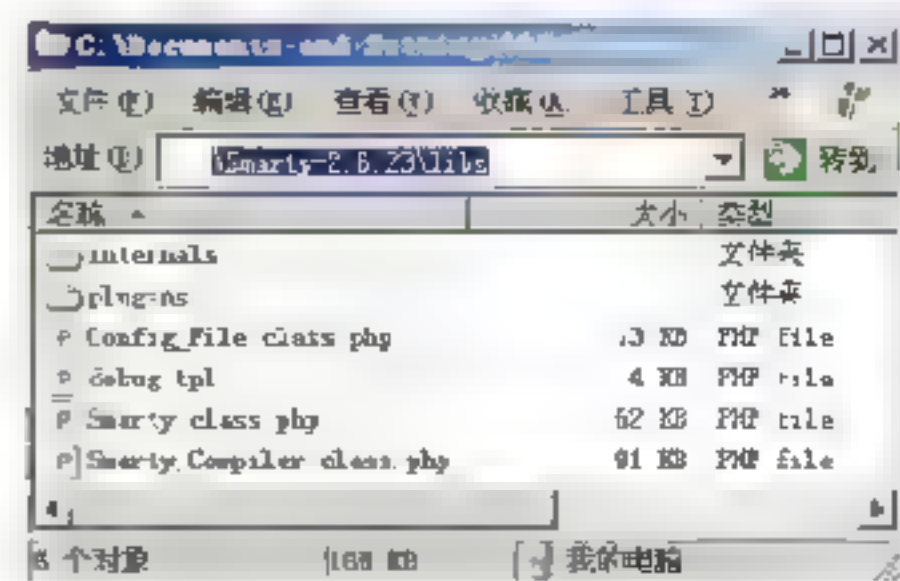 C:\Documents and Settings
文件(F) 编辑(E) 查看(V) 收藏(A) 工具(T) »
地址(D) \Smarty-2.6.23\libs 转到
名称 大小 类型
internals 文件夹
plugins 文件夹
Config_File.class.php 13 KB PHP file
debug.tpl 4 KB PHP file
Smarty.class.php 62 KB PHP file
Smarty_Compiler.class.php 91 KB PHP file
6 个对象 168 KB 我的电脑